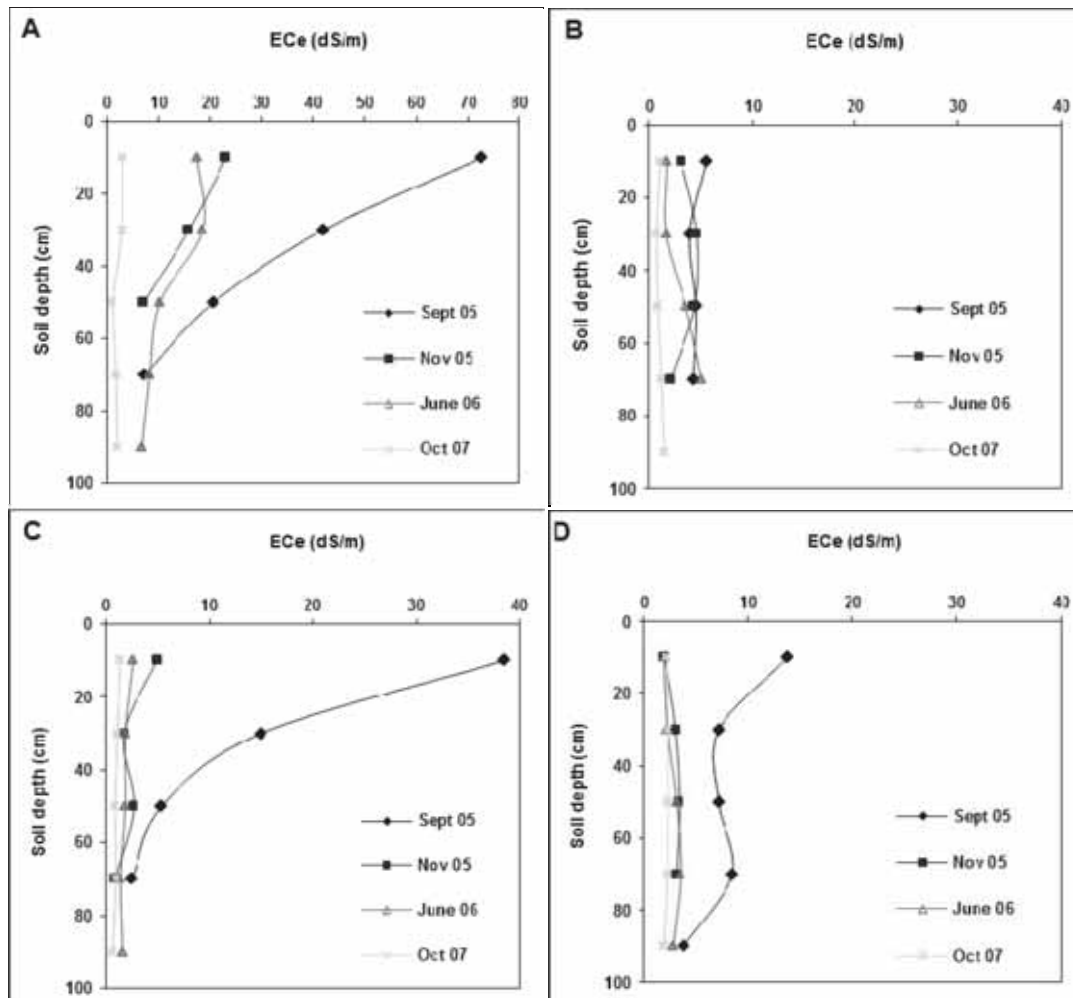 A
ECe (dS/m)
0 10 20 30 40 50 60 70 80
0
20
40
60
80
100
Soil depth (cm)
Sept 05
Nov 05
June 06
Oct 07
B
ECe (dS/m)
0 10 20 30 40
0
20
40
60
80
100
Soil depth (cm)
Sept 05
Nov 05
June 06
Oct 07
C
ECe (dS/m)
0 10 20 30 40
0
20
40
60
80
100
Soil depth (cm)
Sept 05
Nov 05
June 06
Oct 07
D
ECe (dS/m)
0 10 20 30 40
0
20
40
60
80
100
Soil depth (cm)
Sept 05
Nov 05
June 06
Oct 07